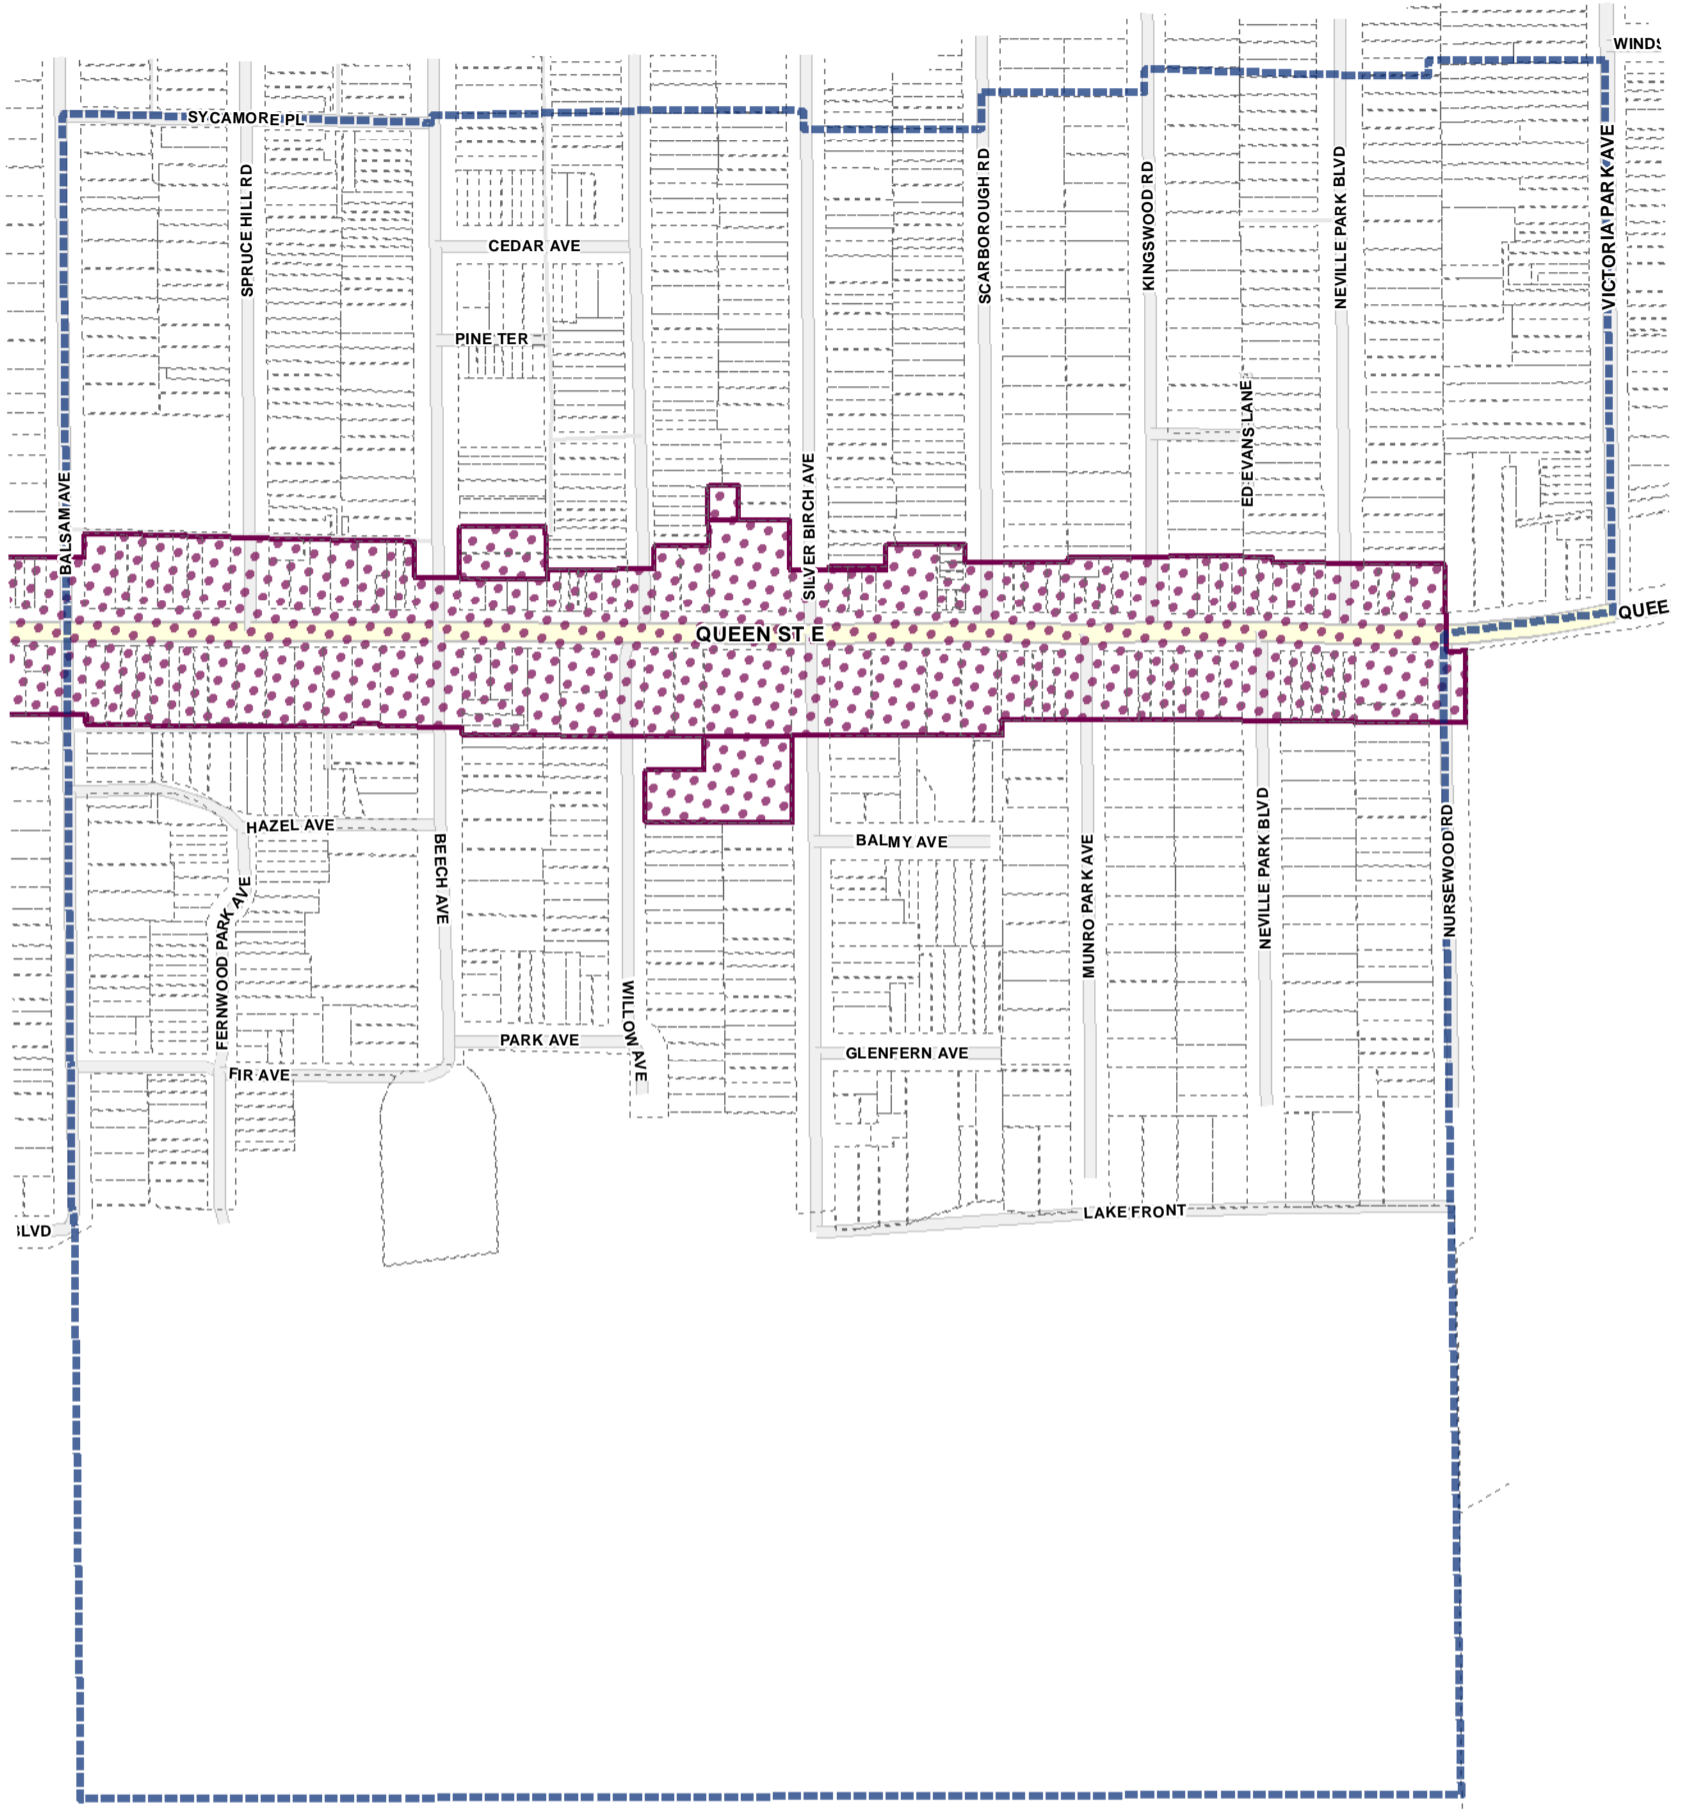 WINDS
SYCAMORE PL
SPRUCE HILL RD
VICTORIA PARK AVE
SCARBOROUGH RD
KINGSWOOD RD
NEVILLE PARK BLVD
CEDAR AVE
PINE TER
ED EVANS LANE
BALSAM AVE
SILVER BIRCH AVE
QUEE
QUEEN ST E
HAZEL AVE
BEECH AVE
BALMY AVE
MUNRO PARK AVE
NEVILLE PARK BLVD
NURSEWOOD RD
FERNWOOD PARK AVE
WILLOW AVE
PARK AVE
GLENFERN AVE
FIR AVE
LAKE FRONT
BLVD